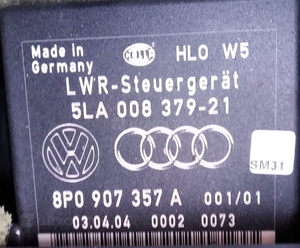 Made in
Germany
HLO W5
LWR-Steuergerät
5LA 008 379-21
SM31
8P0 907 357 A 001/01
03.04.04 0002 0073